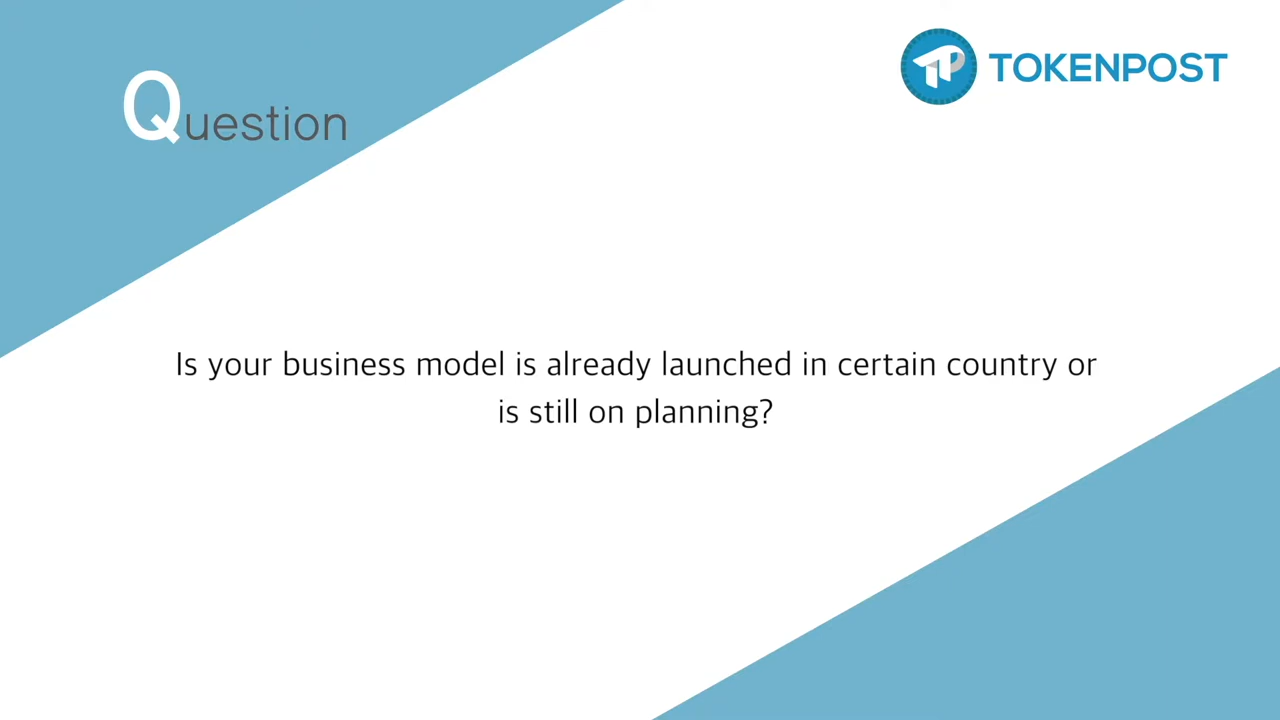 Question
TOKENPOST
Is your business model is already launched in certain country or
is still on planning?